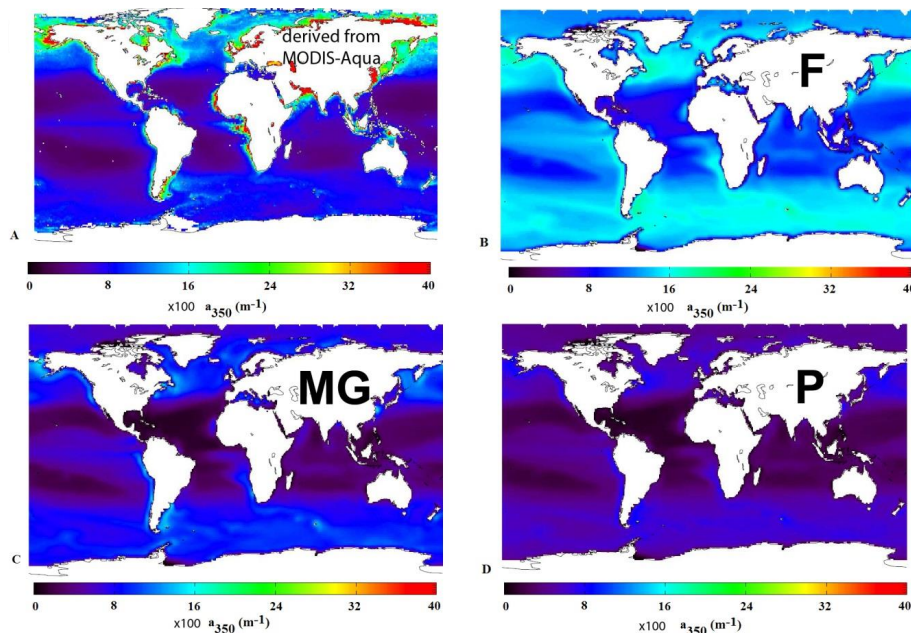 derived from
MODIS-Aqua
A
0 8 16 24 32 40
x100 a350 (m-1)
F
B
0 8 16 24 32 40
x100 a350 (m-1)
MG
C
0 8 16 24 32 40
x100 a350 (m-1)
P
D
0 8 16 24 32 40
x100 a350 (m-1)